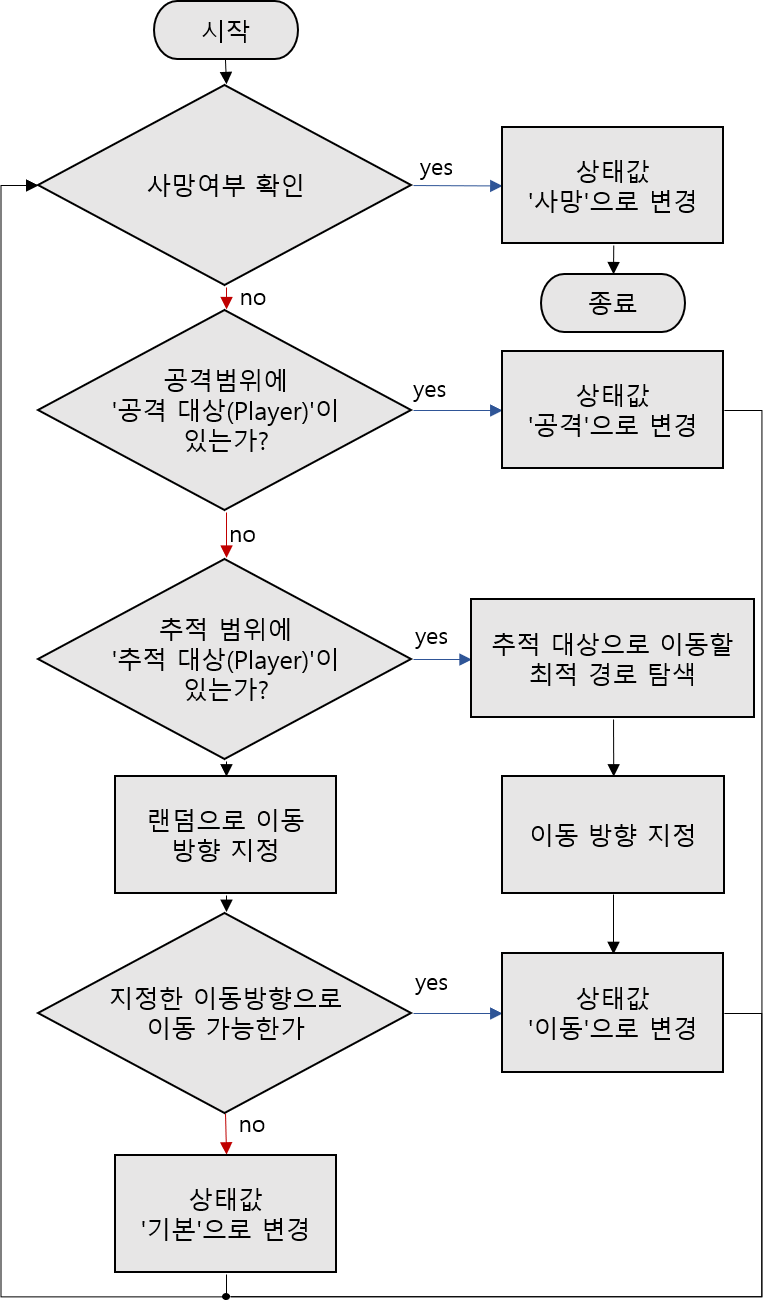 시작
사망여부 확인
yes
상태값
'사망'으로 변경
종료
no
공격범위에
'공격 대상(Player)'이
있는가?
yes
상태값
'공격'으로 변경
no
추적 범위에
'추적 대상(Player)'이
있는가?
yes
추적 대상으로 이동할
최적 경로 탐색
랜덤으로 이동
방향 지정
이동 방향 지정
지정한 이동방향으로
이동 가능한가
yes
상태값
'이동'으로 변경
no
상태값
'기본'으로 변경